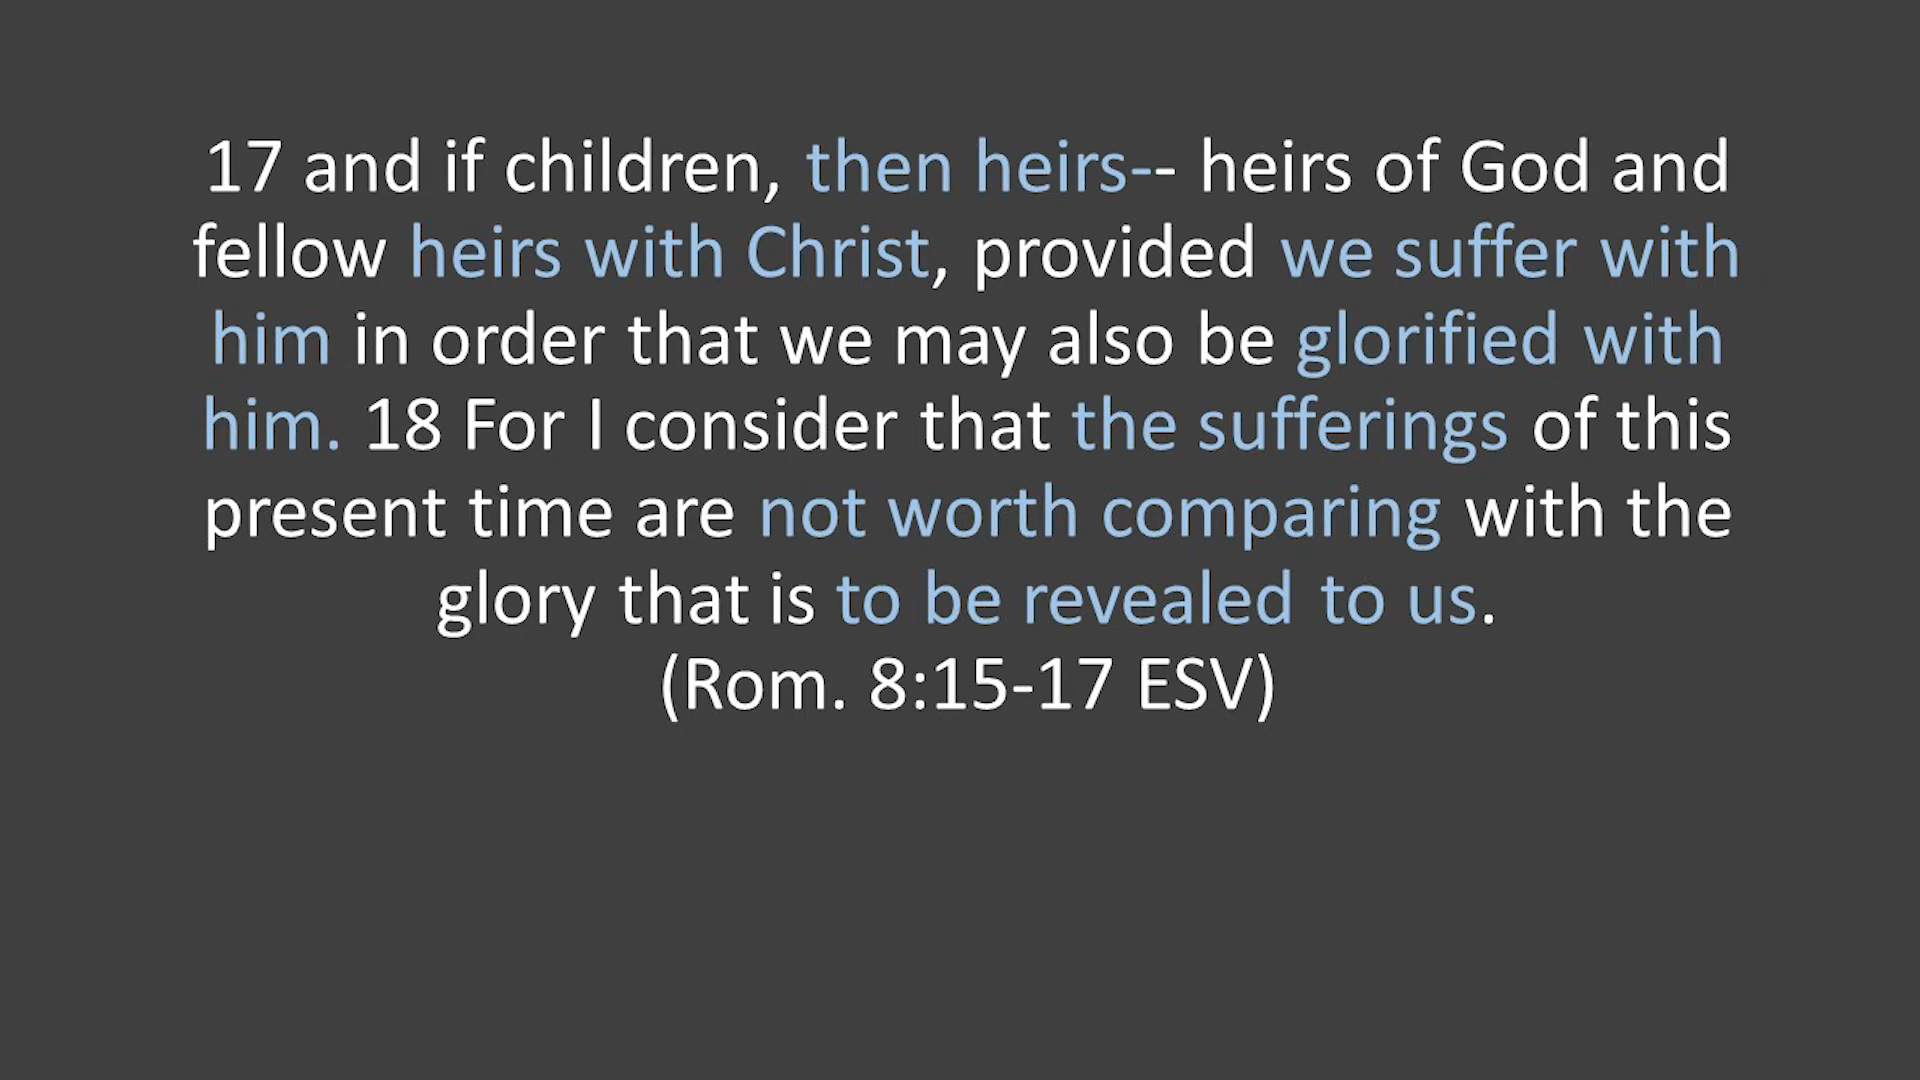 17 and if children, then heirs-- heirs of God and
fellow heirs with Christ, provided we suffer with
him in order that we may also be glorified with
him. 18 For I consider that the sufferings of this
present time are not worth comparing with the
glory that is to be revealed to us.
(Rom. 8:15-17 ESV)